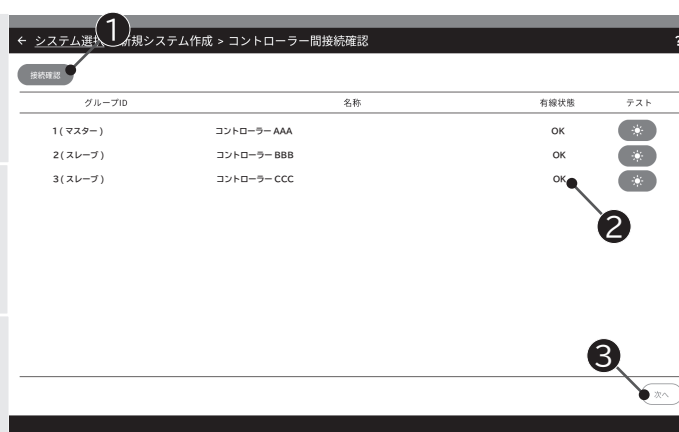 1
← システム選択 > 新規システム作成 > コントローラー間接続確認 ?
接続確認
グループID 名称 有線状態 テスト
1 ( マスター ) コントローラー AAA OK
2 ( スレーブ ) コントローラー BBB OK
3 ( スレーブ ) コントローラー CCC OK
2
3
次へ